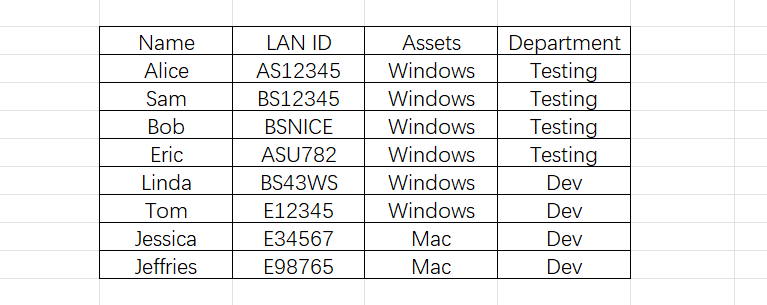 Name LAN ID Assets Department
Alice AS12345 Windows Testing
Sam BS12345 Windows Testing
Bob BSNICE Windows Testing
Eric ASU782 Windows Testing
Linda BS43WS Windows Dev
Tom E12345 Windows Dev
Jessica E34567 Mac Dev
Jeffries E98765 Mac Dev